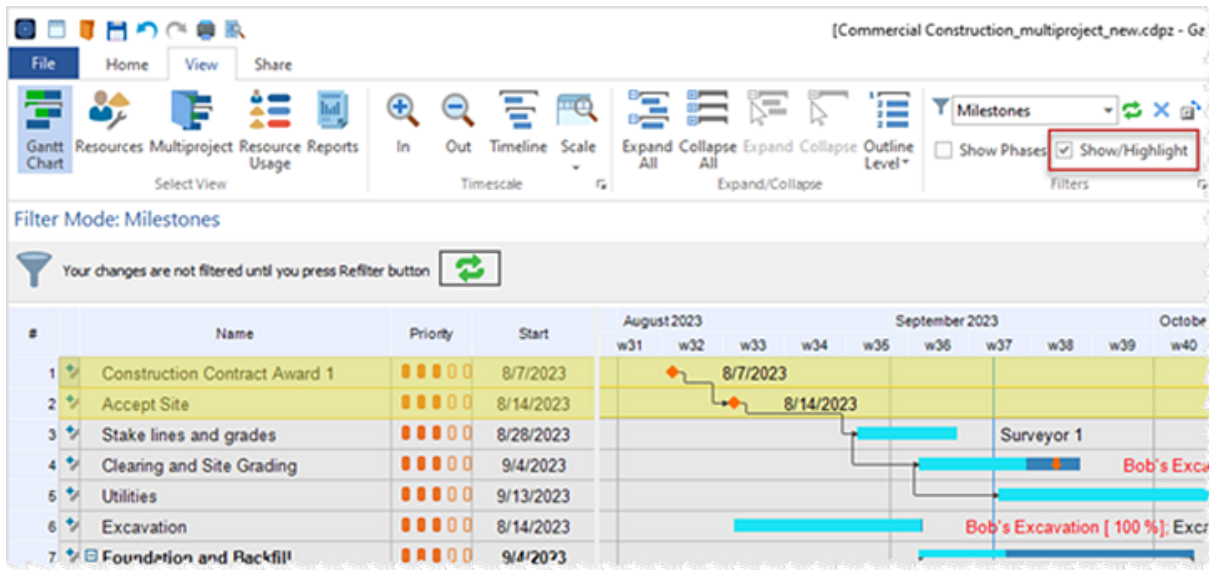 [Commercial Construction_multiproject_new.cdpz - Ga
File Home View Share
Gantt Chart Resources Multiproject Resource Usage Reports In Out Timeline Scale Expand All Collapse All Expand Collapse Outline Level Milestones
Show Phases Show/Highlight
Select View Timescale Expand/Collapse Filters
Filter Mode: Milestones
Your changes are not filtered until you press Refilter button
# Name Priority Start August 2023 September 2023 Octobe
w31 w32 w33 w34 w35 w36 w37 w38 w39 w40
1 Construction Contract Award 1 8/7/2023 8/7/2023
2 Accept Site 8/14/2023 8/14/2023
3 Stake lines and grades 8/28/2023 Surveyor 1
4 Clearing and Site Grading 9/4/2023 Bob's Exca
5 Utilities 9/13/2023
6 Excavation 8/14/2023 Bob's Excavation [ 100 %]; Excr
7 Foundation and Backfill 9/4/2023